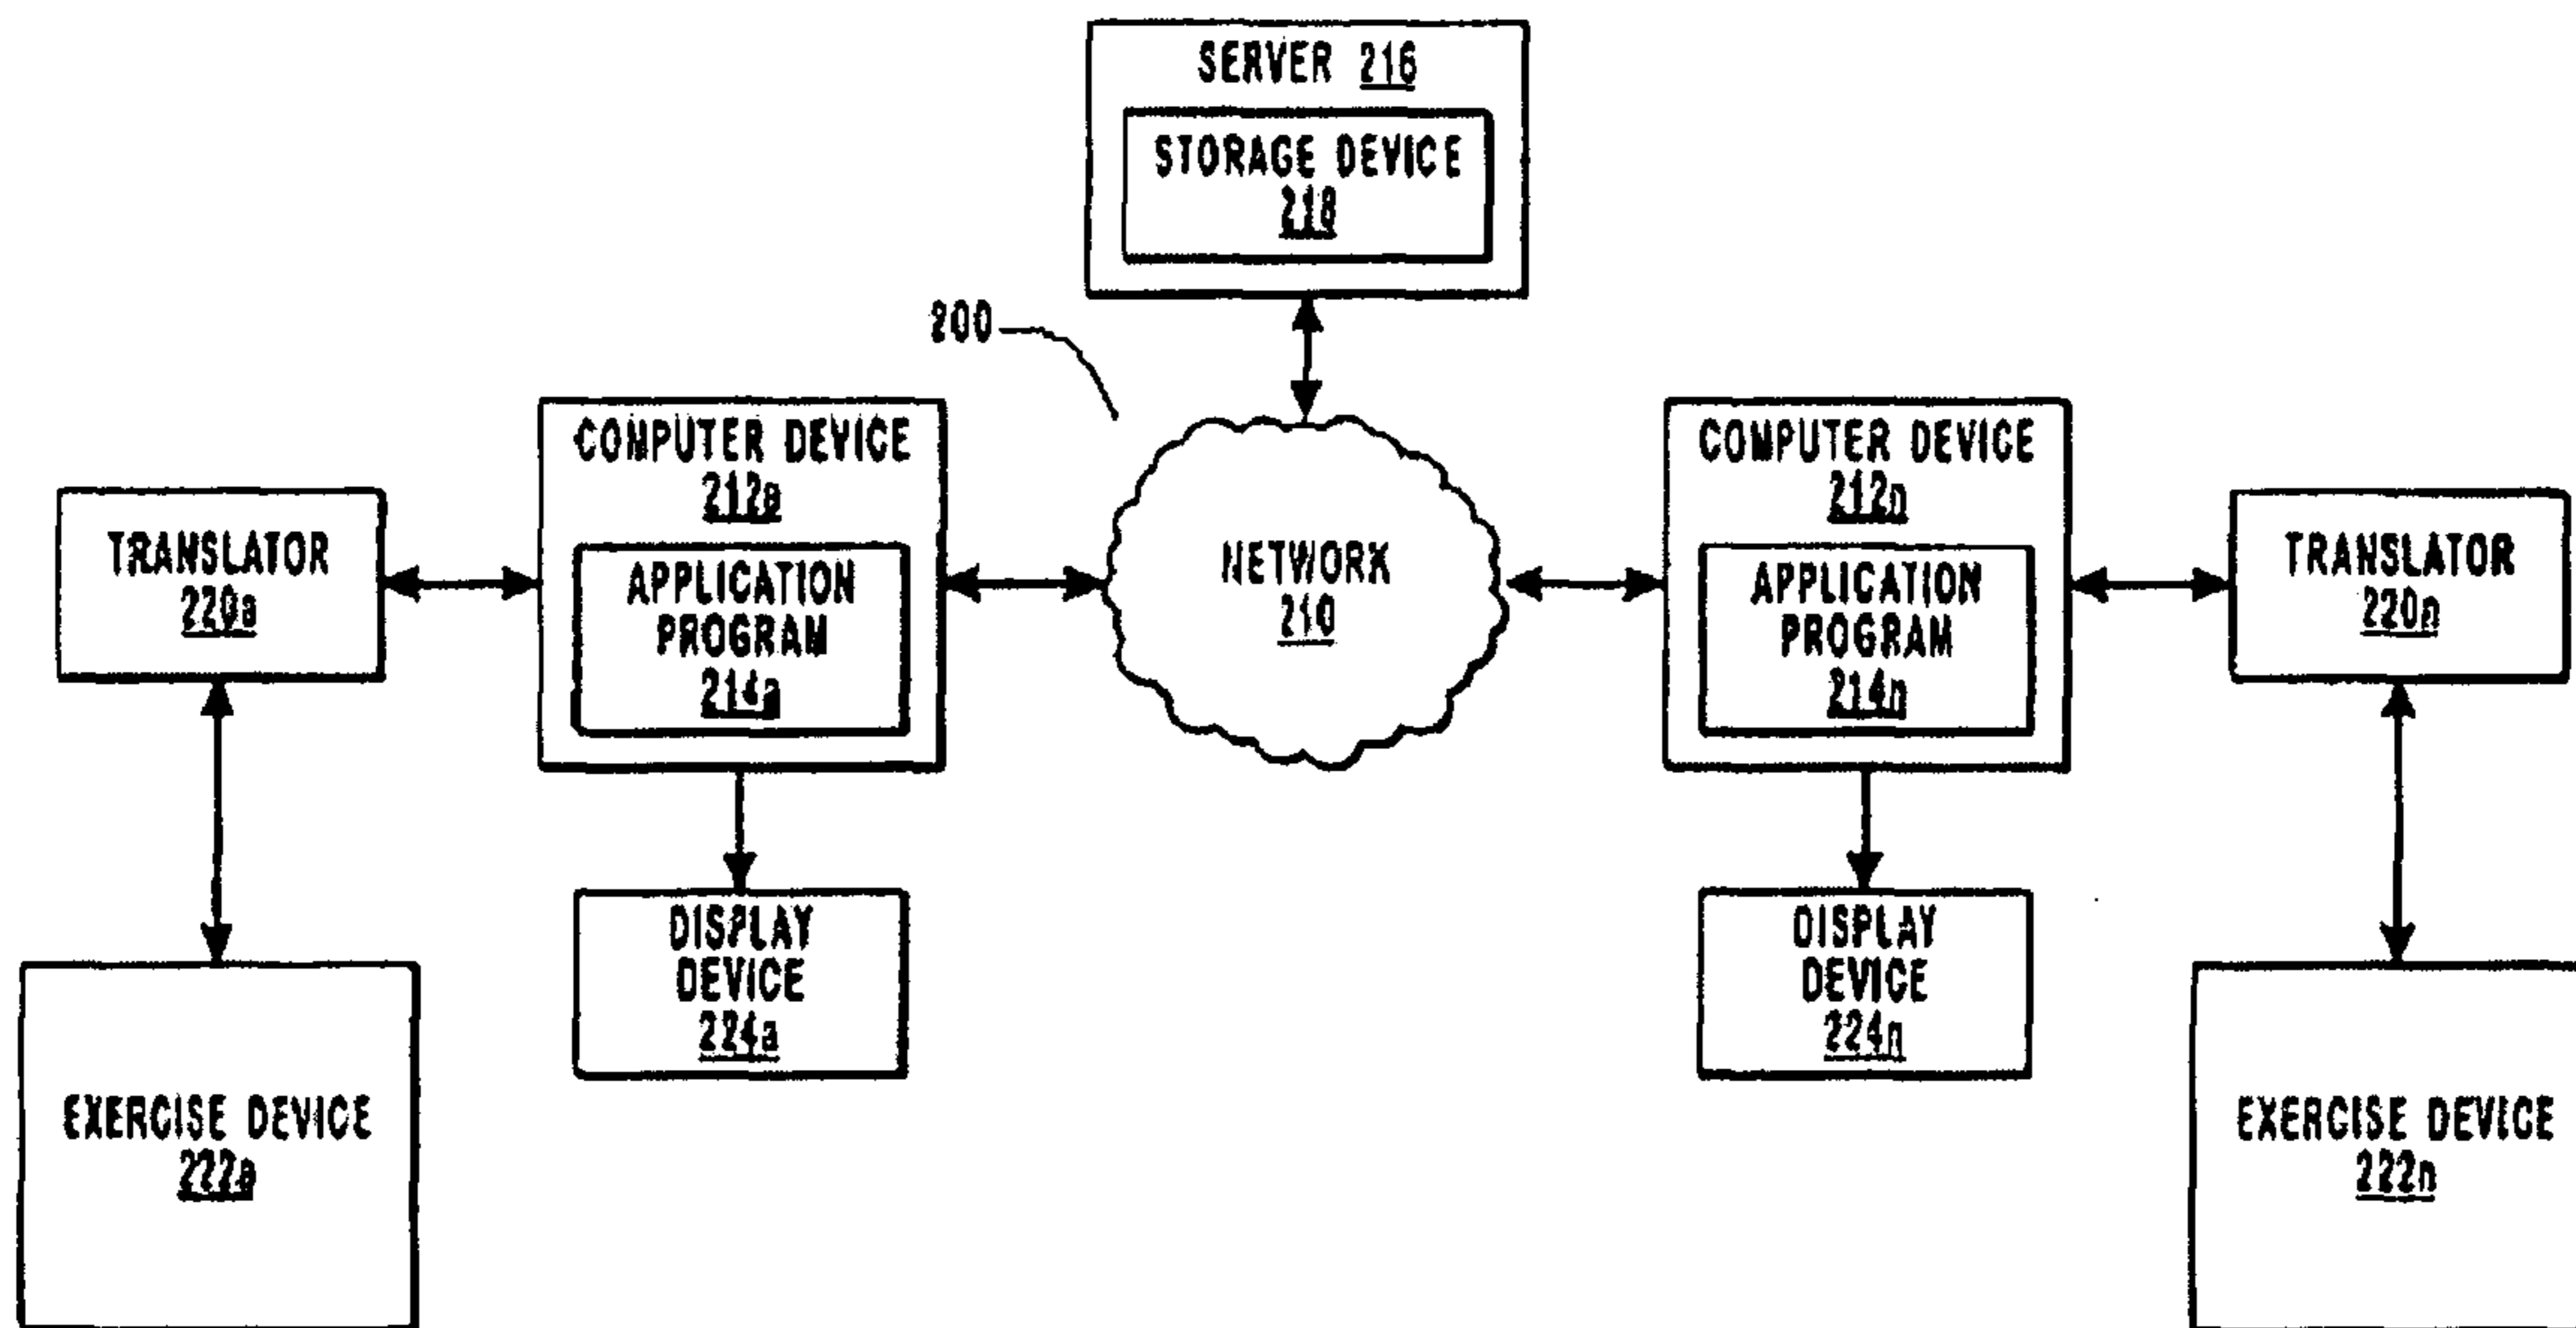 SERVER 216
STORAGE DEVICE
218
200
COMPUTER DEVICE
212a
APPLICATION
PROGRAM
214a
TRANSLATOR
220a
NETWORK
210
COMPUTER DEVICE
212n
APPLICATION
PROGRAM
214n
TRANSLATOR
220n
DISPLAY
DEVICE
224a
DISPLAY
DEVICE
224n
EXERCISE DEVICE
222a
EXERCISE DEVICE
222n